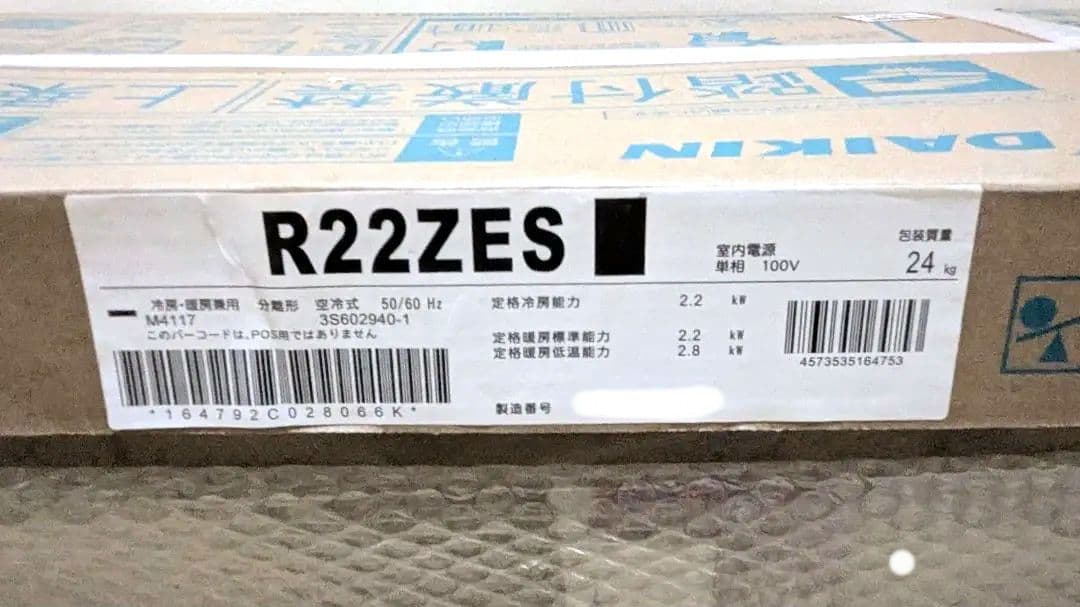 踏付厳禁
DAIKIN
R22ZES
室内電源
単相 100V
包装質量
24 kg
冷房・暖房兼用 分離形 空冷式 50/60 Hz
M4117 3S602940-1
このバーコードは、POS用ではありません
*164792C028066K*
定格冷房能力 2.2 kW
定格暖房標準能力 2.2 kW
定格暖房低温能力 2.8 kW
4573535164753
製造番号